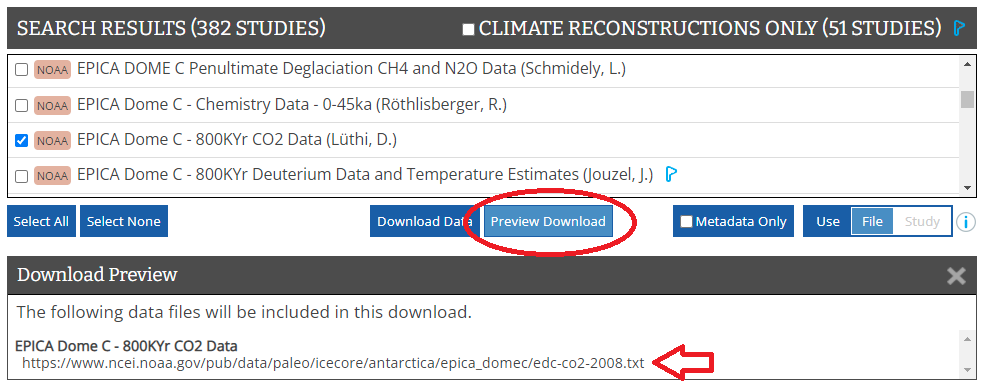 SEARCH RESULTS (382 STUDIES) CLIMATE RECONSTRUCTIONS ONLY (51 STUDIES)
NOAA EPICA DOME C Penultimate Deglaciation CH4 and N2O Data (Schmidely, L.)
NOAA EPICA Dome C - Chemistry Data - 0-45ka (Röthlisberger, R.)
NOAA EPICA Dome C - 800KYr CO2 Data (Lüthi, D.)
NOAA EPICA Dome C - 800KYr Deuterium Data and Temperature Estimates (Jouzel, J.)
Select All Select None Download Data Preview Download Metadata Only Use File Study i
Download Preview
The following data files will be included in this download.
EPICA Dome C - 800KYr CO2 Data
https://www.ncei.noaa.gov/pub/data/paleo/icecore/antarctica/epica_domec/edc-co2-2008.txt